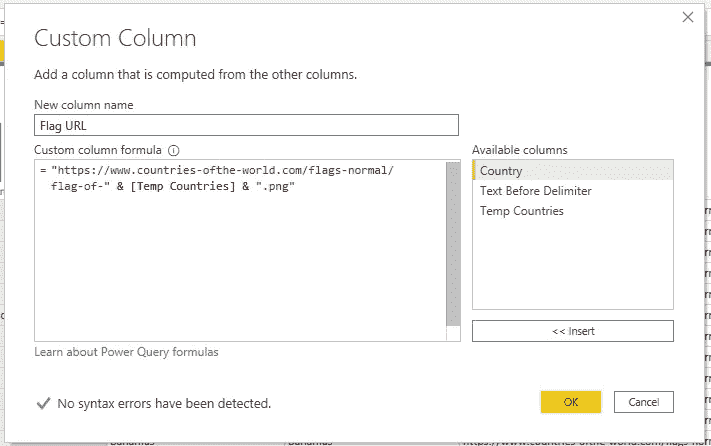 Custom Column
Add a column that is computed from the other columns.
New column name
Flag URL
Custom column formula
Available columns
= "https://www.countries-ofthe-world.com/flags-normal/
flag-of-" & [Temp Countries] & ".png"
Country
Text Before Delimiter
Temp Countries
<< Insert
Learn about Power Query formulas
No syntax errors have been detected.
OK
Cancel